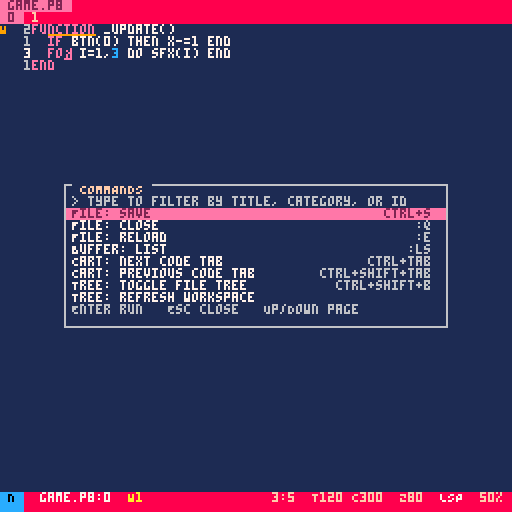 GAME.P8
0 1
W 2FUNCTION _UPDATE()
1 IF BTN(0) THEN X-=1 END
3 FOR I=1,3 DO SFX(I) END
1END
COMMANDS
> TYPE TO FILTER BY TITLE, CATEGORY, OR ID
FILE: SAVE CTRL+S
FILE: CLOSE :Q
FILE: RELOAD :E
BUFFER: LIST :LS
CART: NEXT CODE TAB CTRL+TAB
CART: PREVIOUS CODE TAB CTRL+SHIFT+TAB
TREE: TOGGLE FILE TREE CTRL+SHIFT+B
TREE: REFRESH WORKSPACE
ENTER RUN ESC CLOSE UP/DOWN PAGE
N GAME.P8:0 W1 3:5 T120 C300 Z80 LSP 50%